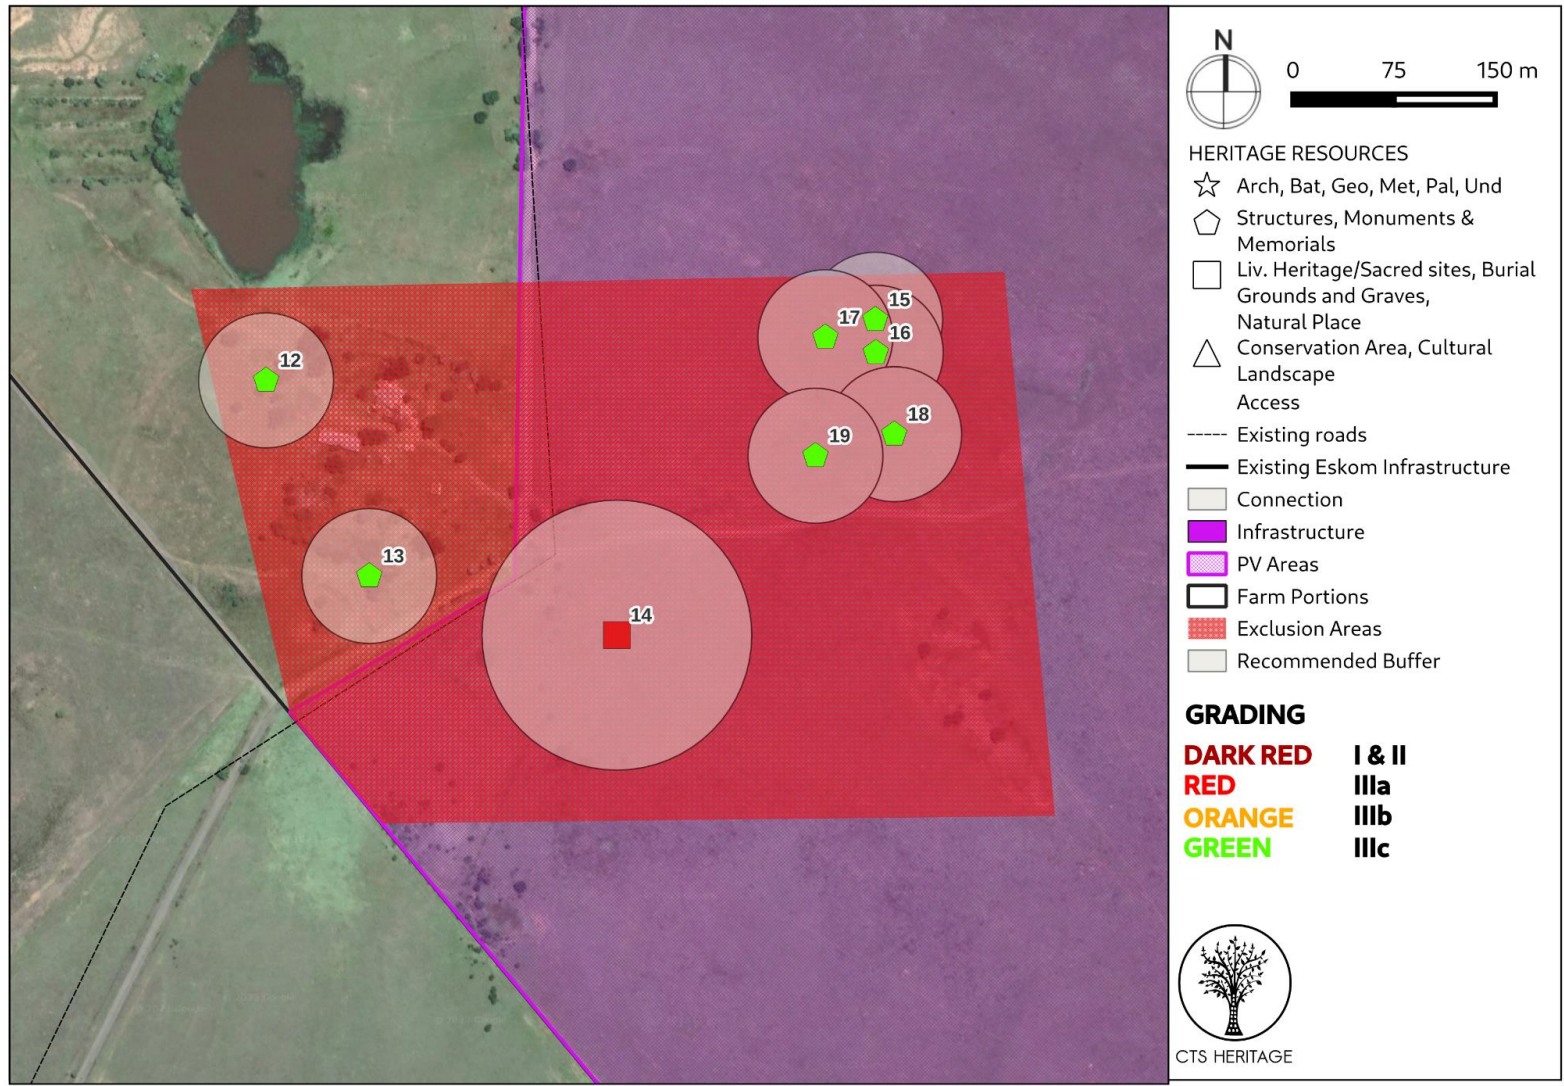 12
13
14
15
17
16
18
19
N
0 75 150 m
HERITAGE RESOURCES
Arch, Bat, Geo, Met, Pal, Und
Structures, Monuments &
Memorials
Liv. Heritage/Sacred sites, Burial
Grounds and Graves,
Natural Place
Conservation Area, Cultural
Landscape
Access
Existing roads
Existing Eskom Infrastructure
Connection
Infrastructure
PV Areas
Farm Portions
Exclusion Areas
Recommended Buffer
GRADING
DARK RED I & II
RED IIIa
ORANGE IIIb
GREEN IIIc
CTS HERITAGE